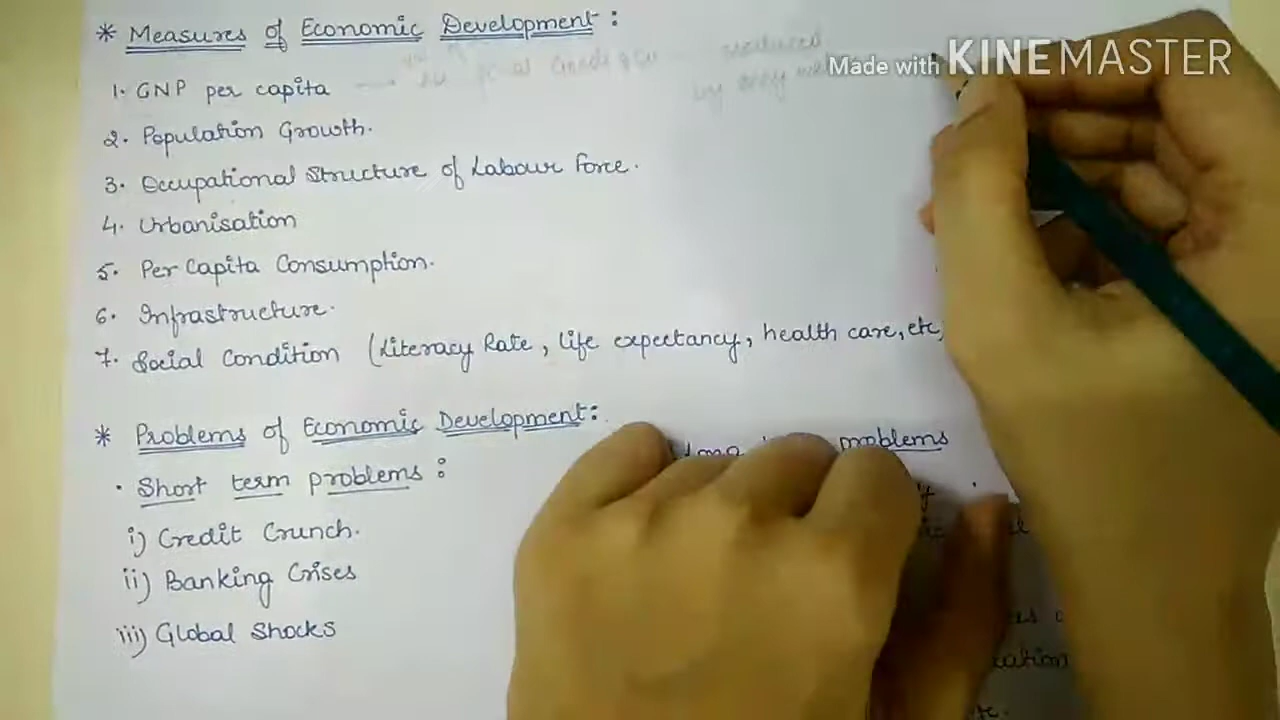 * Measures of Economic Development :
Made with KINEMASTER
1. GNP per capita
2. Population Growth.
3. Occupational Structure of Labour Force.
4. Urbanisation
5. Per Capita Consumption.
6. Infrastructure.
7. Social Condition (Literacy Rate, life expectancy, health care, etc
* Problems of Economic Development:
problems
• Short term problems :
i) Credit Crunch.
ii) Banking Crises
iii) Global Shocks